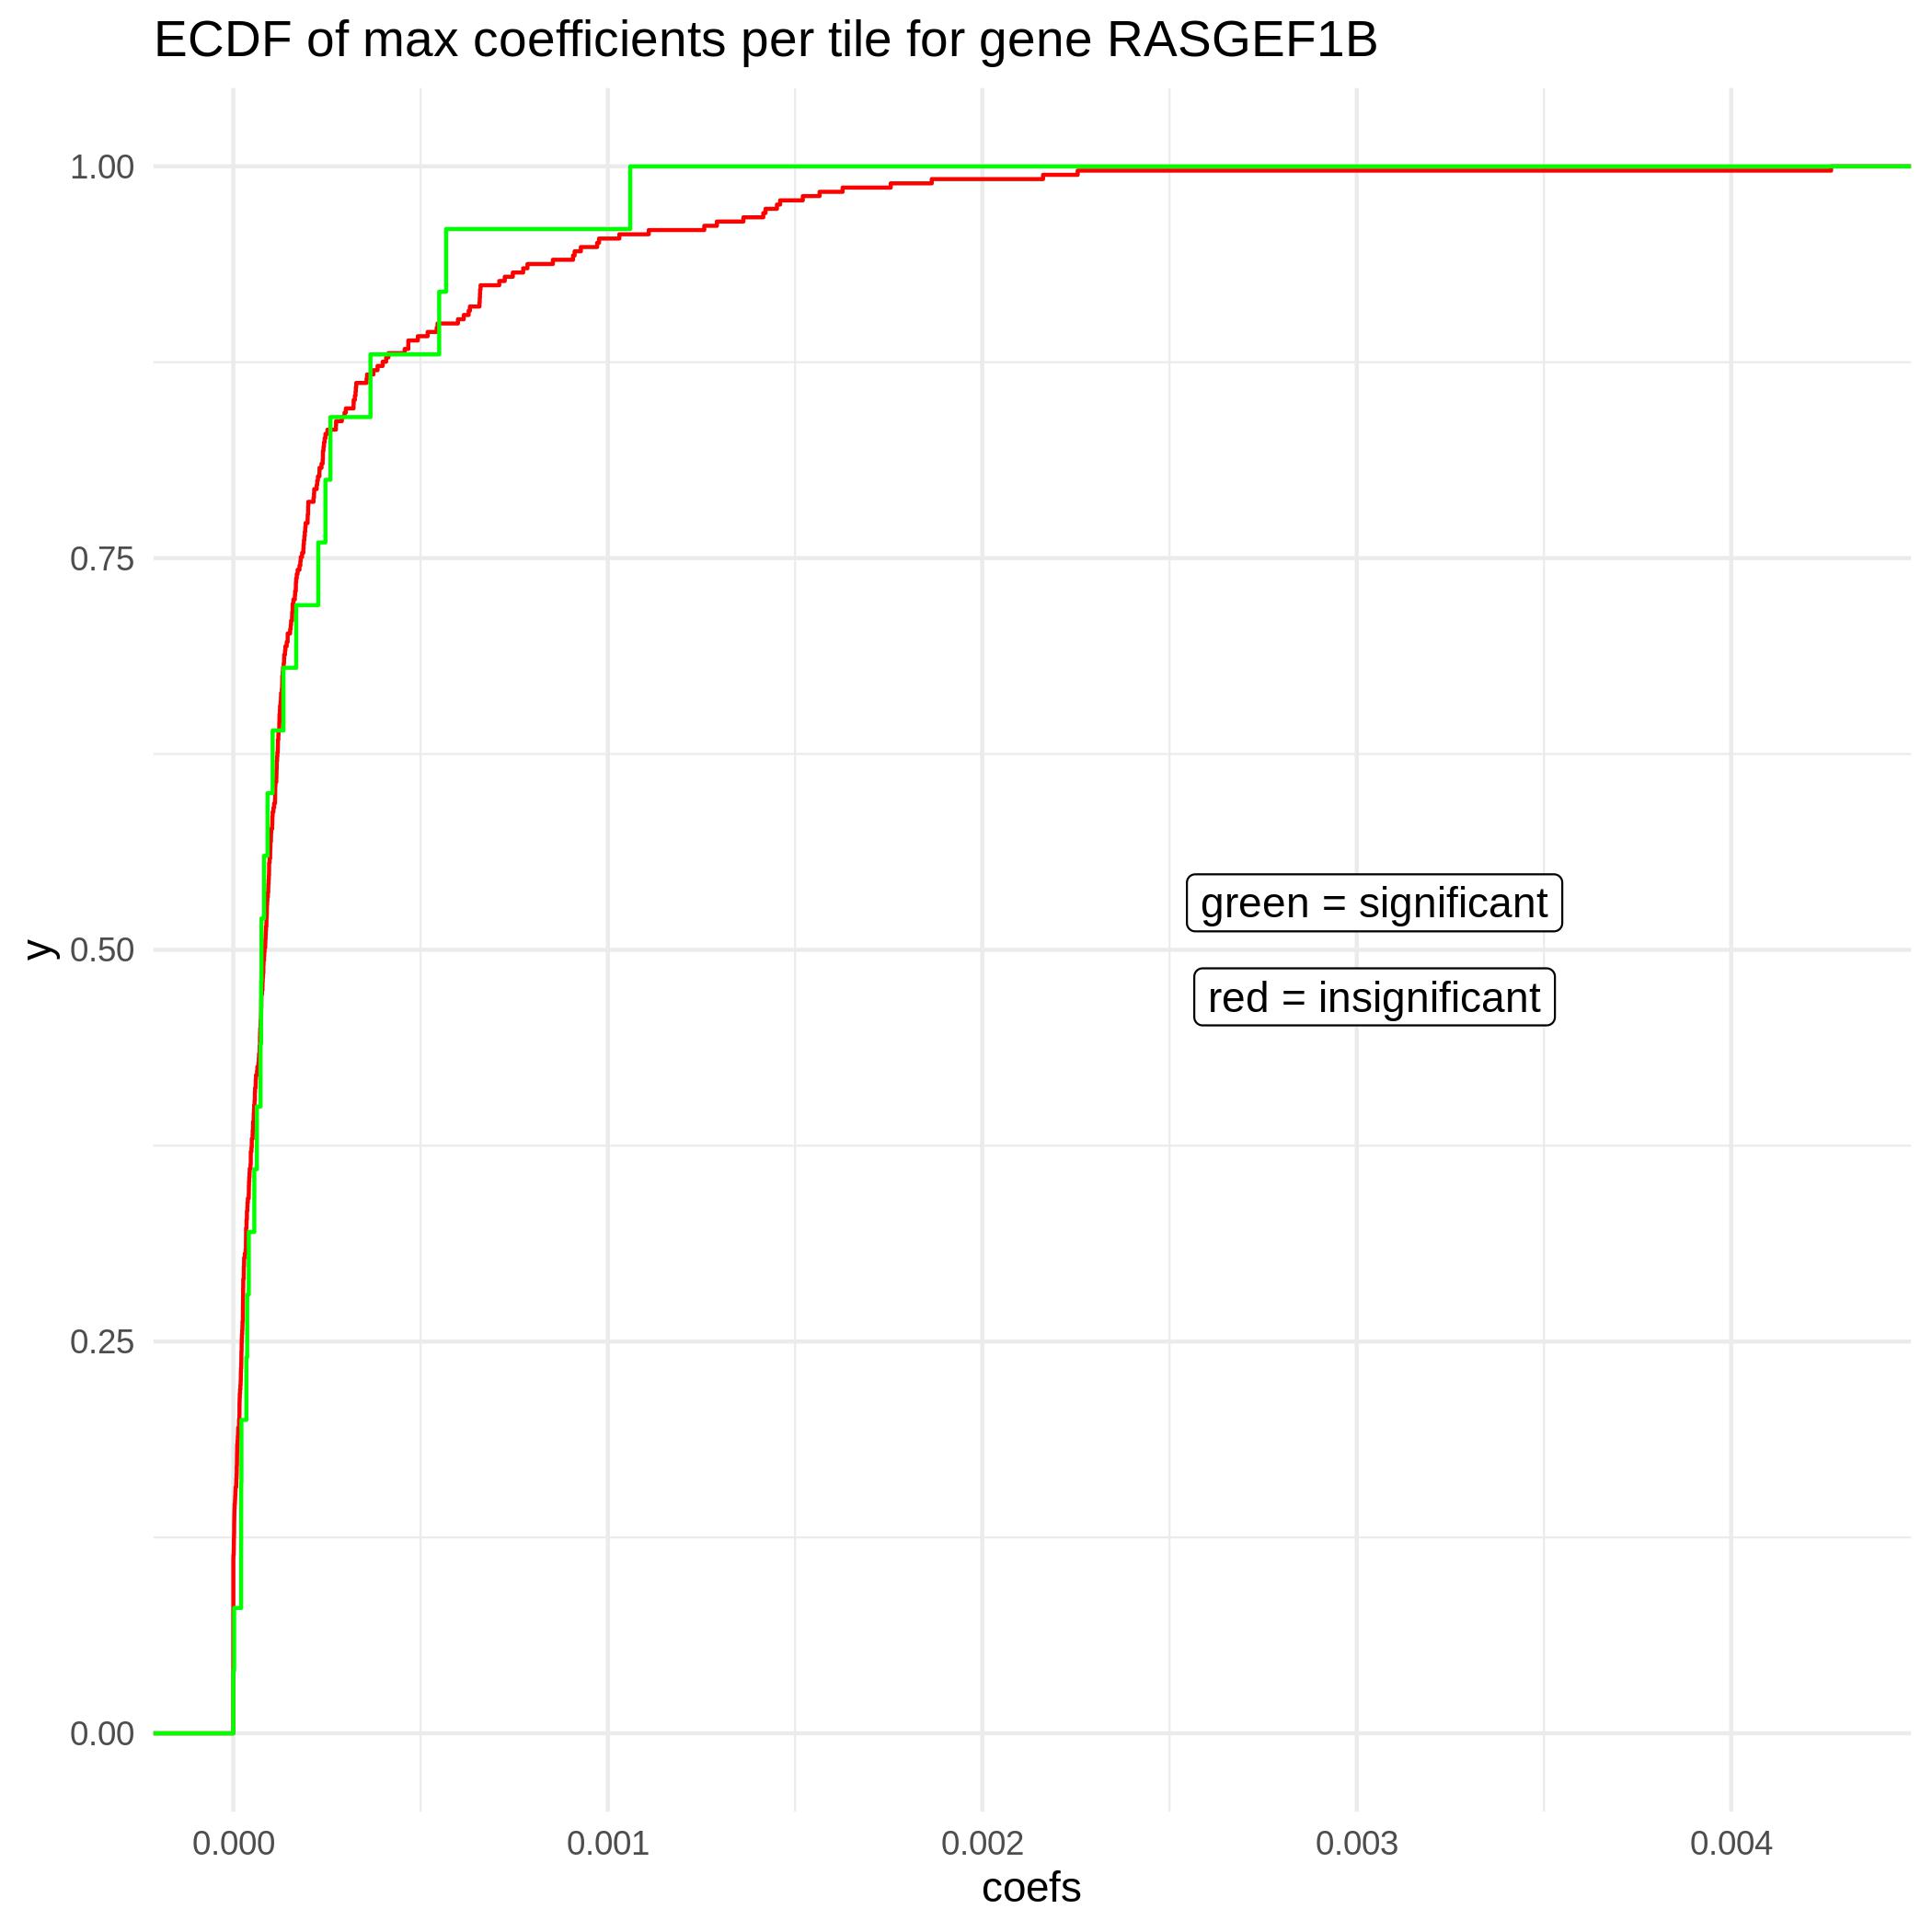 ECDF of max coefficients per tile for gene RASGEF1B
1.00
0.75
0.50
0.25
0.00
y
green = significant
red = insignificant
0.000 0.001 0.002 0.003 0.004
coefs